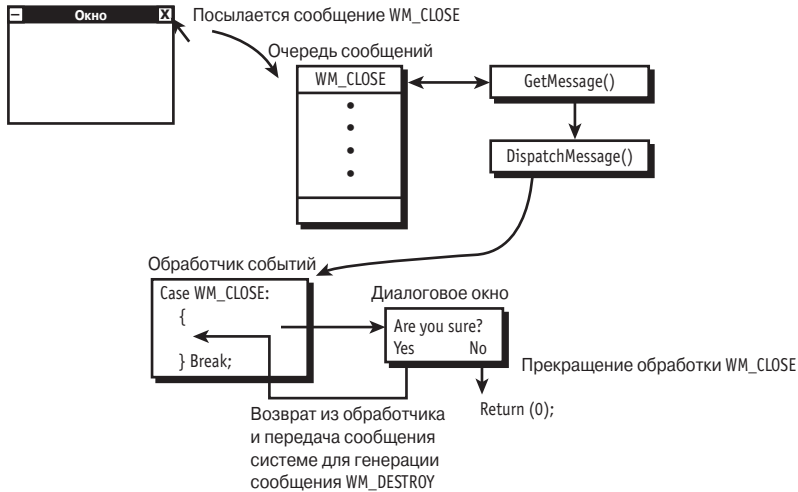 Окно X
Посылается сообщение WM_CLOSE
Очередь сообщений
WM_CLOSE
GetMessage()
DispatchMessage()
Обработчик событий
Case WM_CLOSE:
{
} Break;
Диалоговое окно
Are you sure?
Yes No
Прекращение обработки WM_CLOSE
Return (0);
Возврат из обработчика
и передача сообщения
системе для генерации
сообщения WM_DESTROY